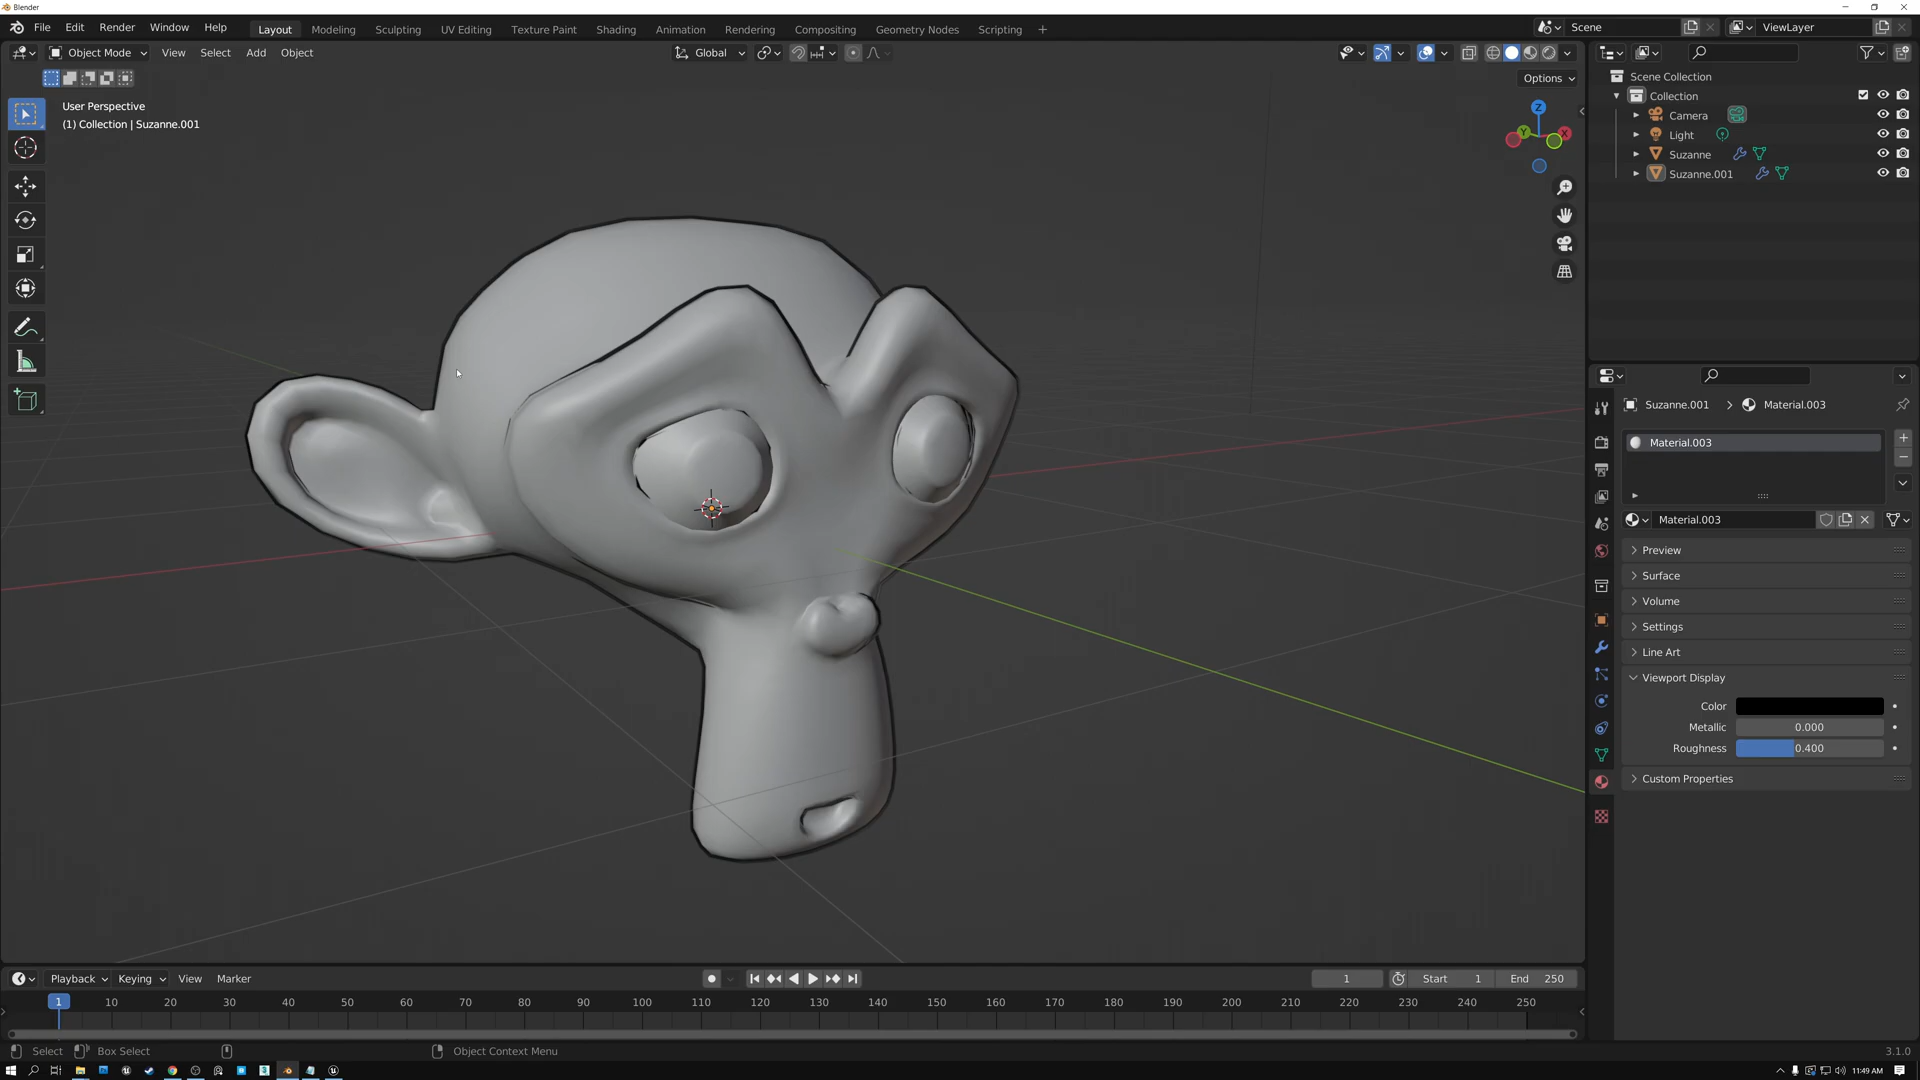 Blender
File Edit Render Window Help Layout Modeling Sculpting UV Editing Texture Paint Shading Animation Rendering Compositing Geometry Nodes Scripting Scene ViewLayer
Object Mode View Select Add Object Global
Options
User Perspective
(1) Collection | Suzanne.001
Z
Y
X
Scene Collection
Collection
Camera
Light
Suzanne
Suzanne.001
Suzanne.001 Material.003
Material.003
Material.003
Preview
Surface
Volume
Settings
Line Art
Viewport Display
Color
Metallic 0.000
Roughness 0.400
Custom Properties
Playback Keying View Marker 1 Start 1 End 250
1 10 20 30 40 50 60 70 80 90 100 110 120 130 140 150 160 170 180 190 200 210 220 230 240 250
Select Box Select Object Context Menu 3.1.0
11:49 AM